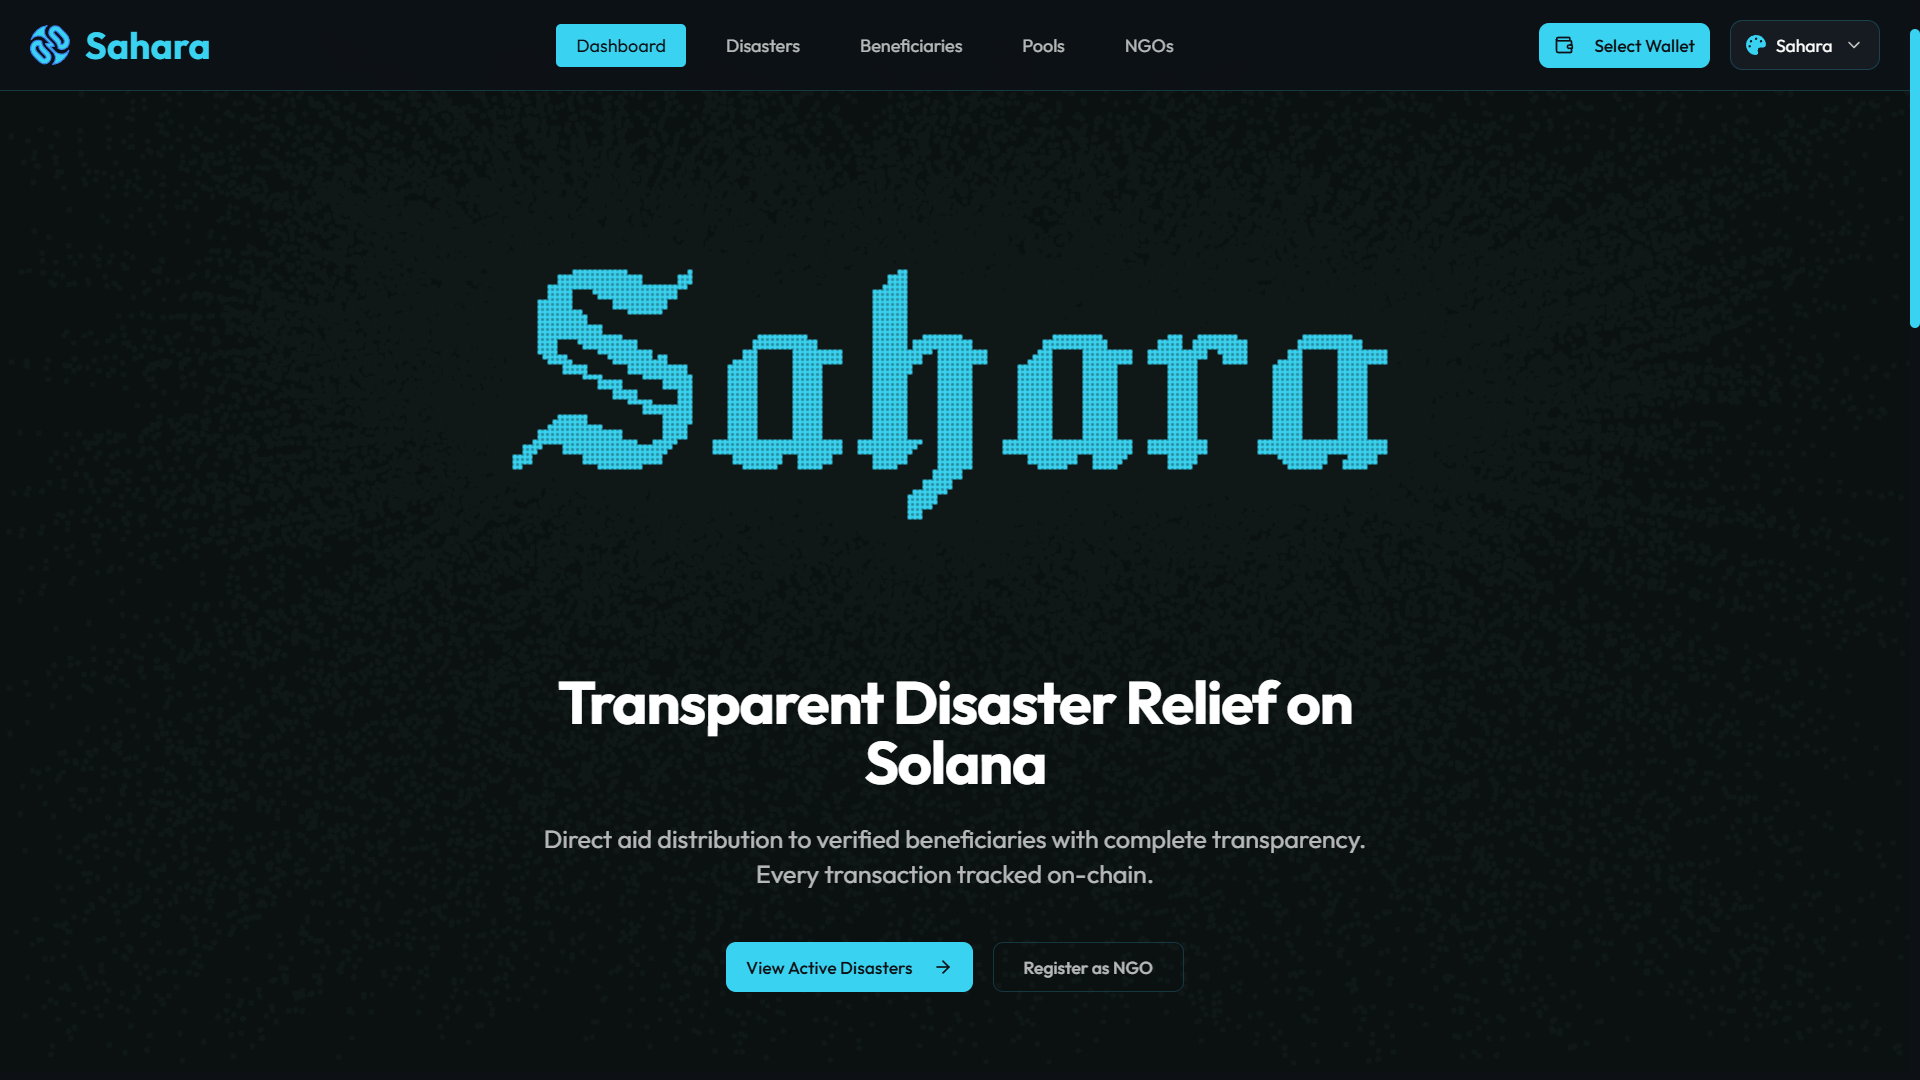 Sahara
Dashboard
Disasters
Beneficiaries
Pools
NGOs
Select Wallet
Sahara
Sahara
Transparent Disaster Relief on
Solana
Direct aid distribution to verified beneficiaries with complete transparency.
Every transaction tracked on-chain.
View Active Disasters
Register as NGO